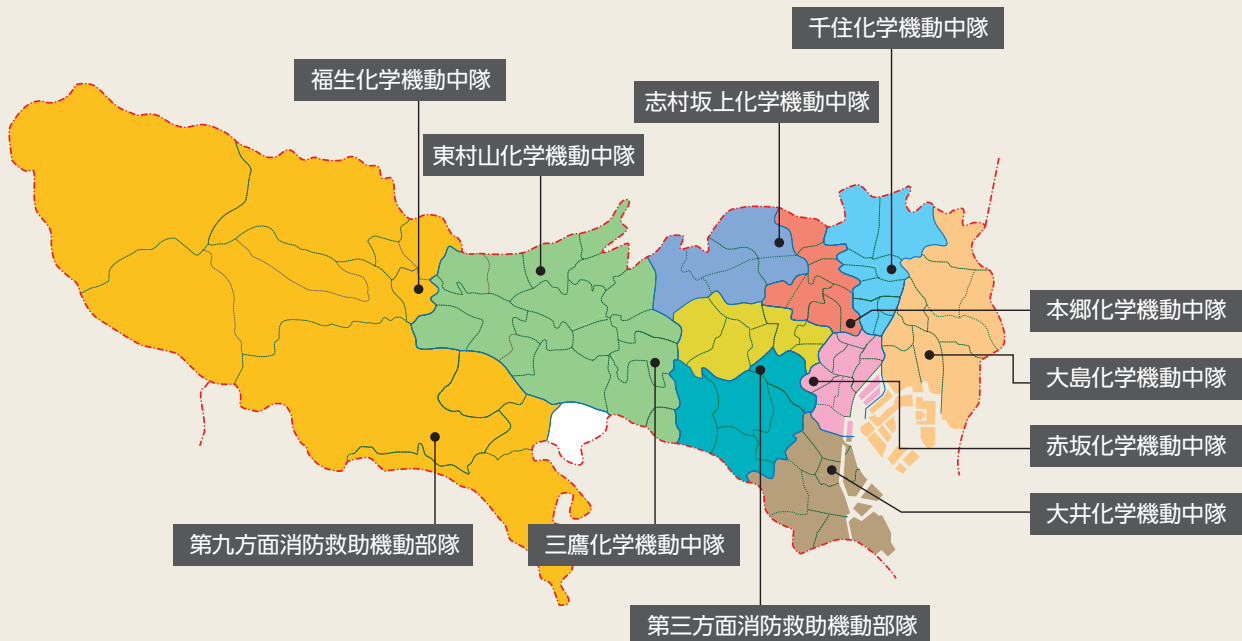 千住化学機動中隊
福生化学機動中隊
志村坂上化学機動中隊
東村山化学機動中隊
本郷化学機動中隊
大島化学機動中隊
赤坂化学機動中隊
大井化学機動中隊
第九方面消防救助機動部隊
三鷹化学機動中隊
第三方面消防救助機動部隊